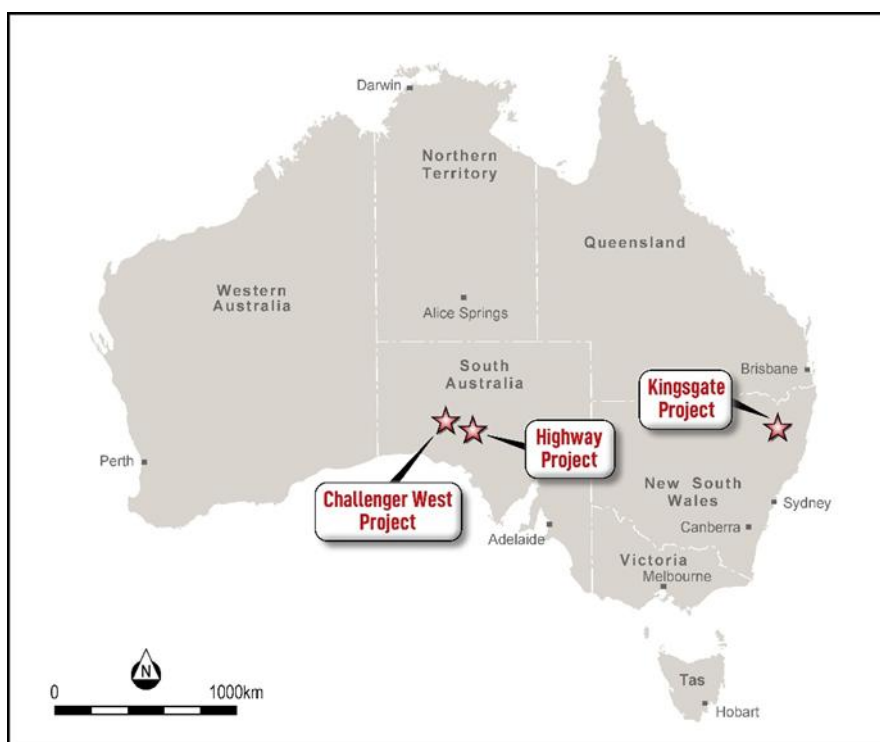 Darwin
Northern
Territory
Queensland
Western
Australia
Alice Springs
South
Australia
Brisbane
Kingsgate
Project
Highway
Project
Perth
Challenger West
Project
New South
Wales
Sydney
Canberra
Adelaide
Victoria
Melbourne
N
0 1000km
Tas
Hobart